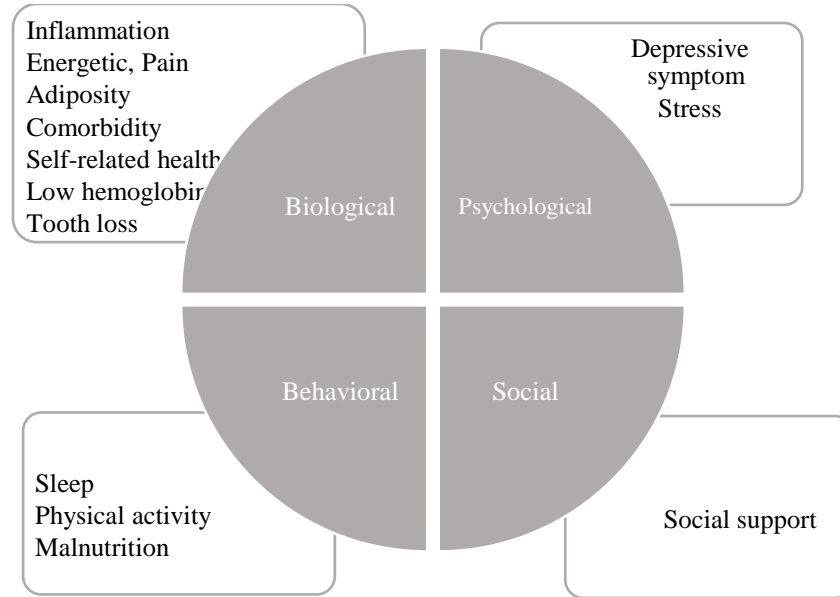 Inflammation
Energetic, Pain
Adiposity
Comorbidity
Self-related health
Low hemoglobin
Tooth loss
Depressive
symptom
Stress
Biological
Psychological
Behavioral
Social
Sleep
Physical activity
Malnutrition
Social support